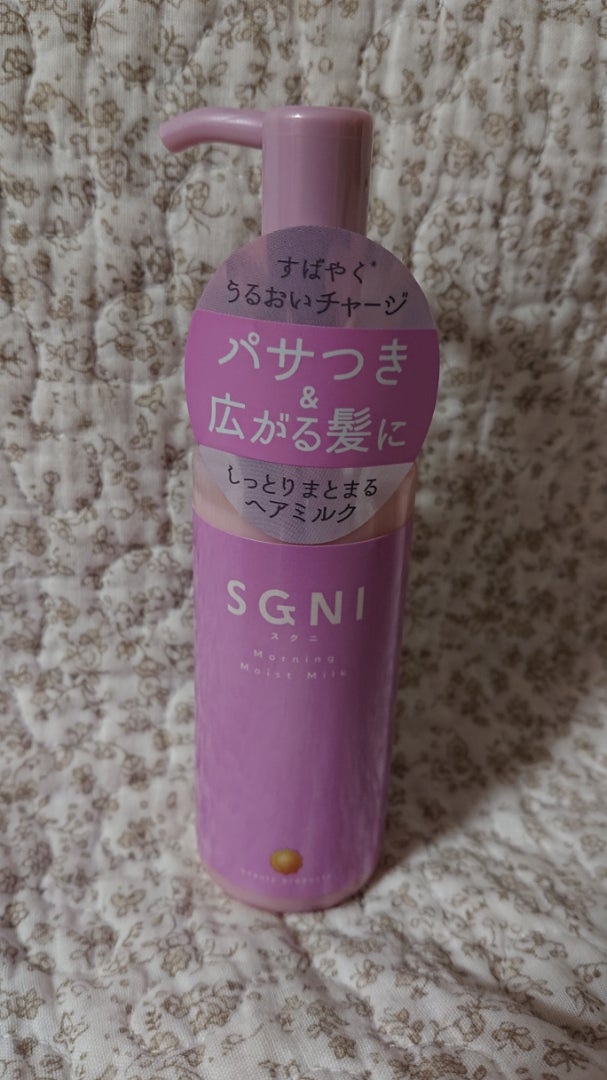 すばやく*
うるおいチャージ
パサつき
&
広がる髪に
しっとりまとまる
ヘアミルク
SGNI
スクニ
Morning
Moist Milk